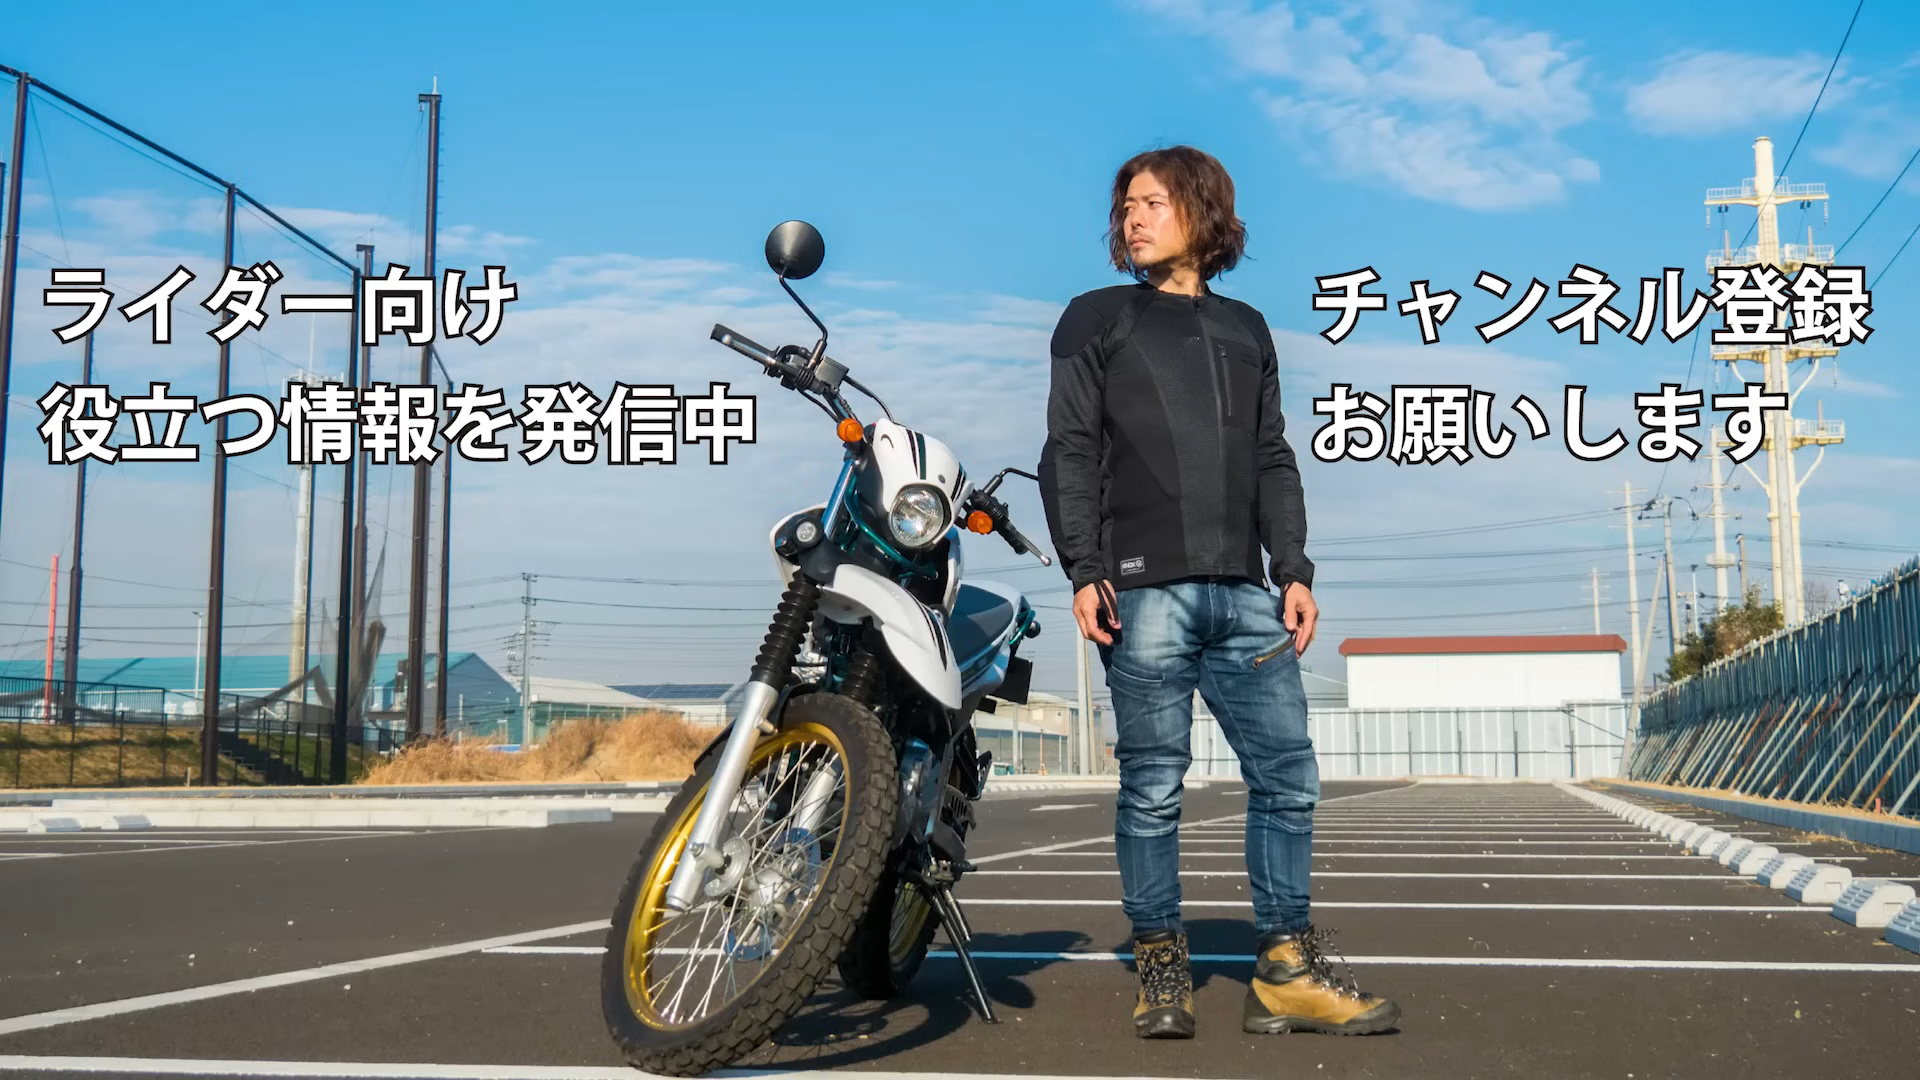 ライダー向け
役立つ情報を発信中
チャンネル登録
お願いします
KNOX